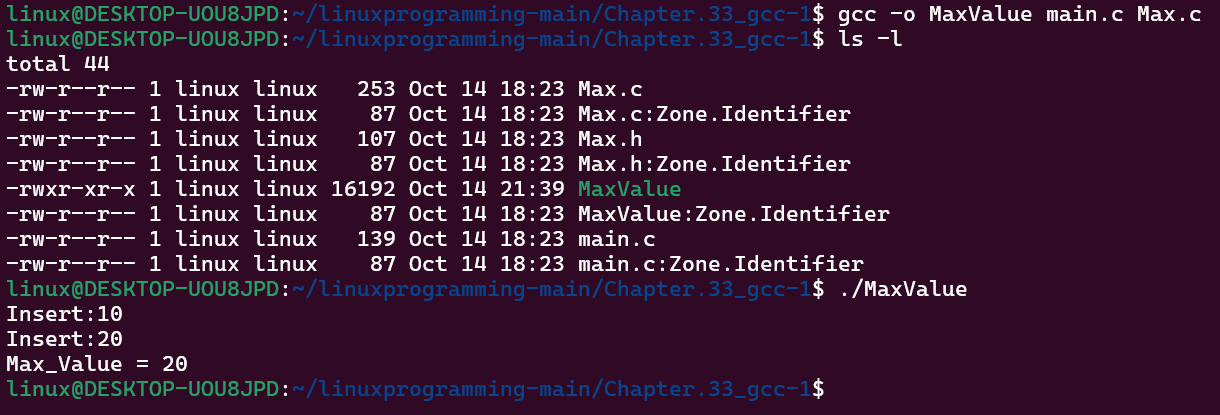 linux@DESKTOP-UOU8JPD:~/linuxprogramming-main/Chapter.33_gcc-1$ gcc -o MaxValue main.c Max.c
linux@DESKTOP-UOU8JPD:~/linuxprogramming-main/Chapter.33_gcc-1$ ls -l
total 44
-rw-r--r-- 1 linux linux   253 Oct 14 18:23 Max.c
-rw-r--r-- 1 linux linux    87 Oct 14 18:23 Max.c:Zone.Identifier
-rw-r--r-- 1 linux linux   107 Oct 14 18:23 Max.h
-rw-r--r-- 1 linux linux    87 Oct 14 18:23 Max.h:Zone.Identifier
-rwxr-xr-x 1 linux linux 16192 Oct 14 21:39 MaxValue
-rw-r--r-- 1 linux linux    87 Oct 14 18:23 MaxValue:Zone.Identifier
-rw-r--r-- 1 linux linux   139 Oct 14 18:23 main.c
-rw-r--r-- 1 linux linux    87 Oct 14 18:23 main.c:Zone.Identifier
linux@DESKTOP-UOU8JPD:~/linuxprogramming-main/Chapter.33_gcc-1$ ./MaxValue
Insert:10
Insert:20
Max_Value = 20
linux@DESKTOP-UOU8JPD:~/linuxprogramming-main/Chapter.33_gcc-1$